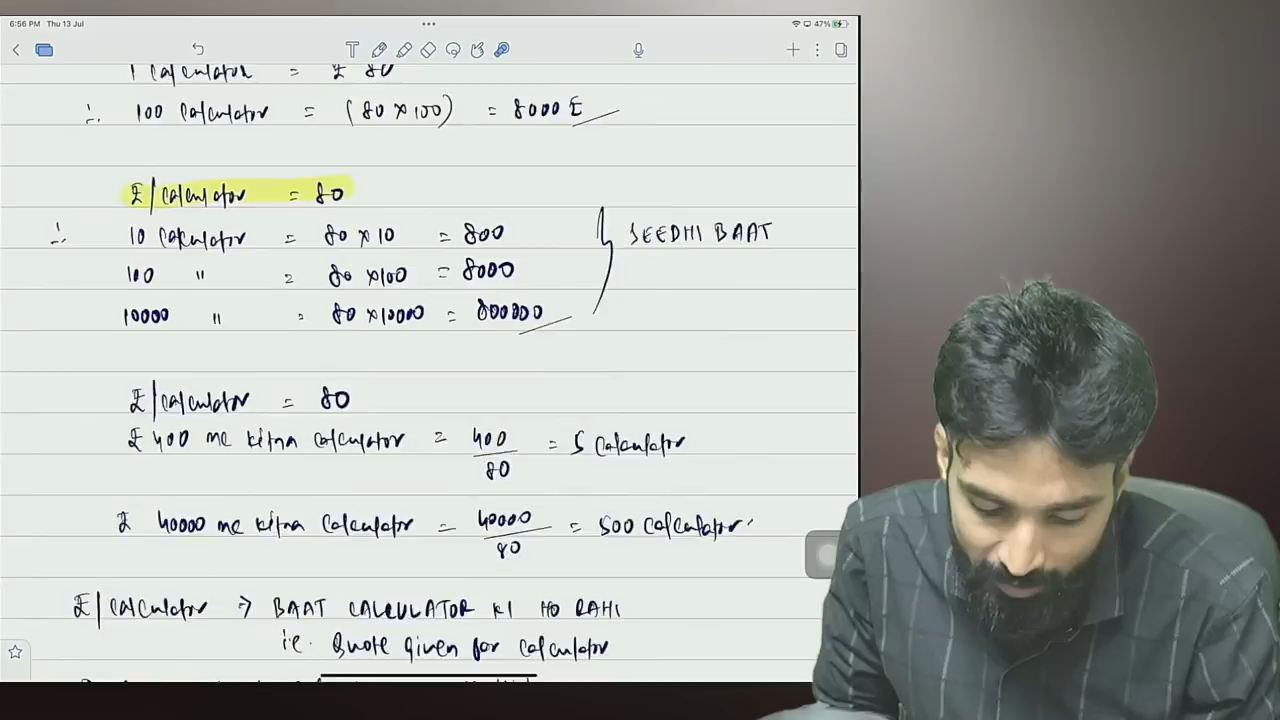 6:56 PM Thu 13 Jul
47%
1 Calculator = ₹ 80
∴ 100 Calculator = (80 × 100) = 8000 ₹
₹/calculator = 80
∴ 10 Calculator = 80 × 10 = 800
100 " = 80 × 100 = 8000
10000 " = 80 × 10000 = 800000
SEEDHI BAAT
₹/calculator = 80
₹ 400 me kitna calculator = 400/80 = 5 Calculator
₹ 40000 me kitna calculator = 40000/80 = 500 Calculator
₹/calculator → BAAT CALCULATOR KI HO RAHI
i.e. Quote given for calculator